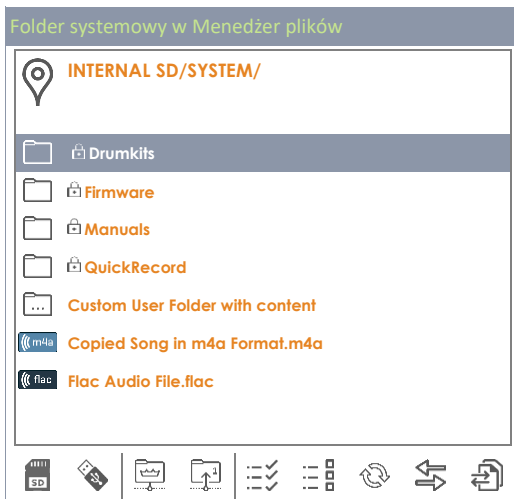 Folder systemowy w Menedżer plików
INTERNAL SD/SYSTEM/
Drumkits
Firmware
Manuals
QuickRecord
... Custom User Folder with content
m4a Copied Song in m4a Format.m4a
flac Flac Audio File.flac
SD 1